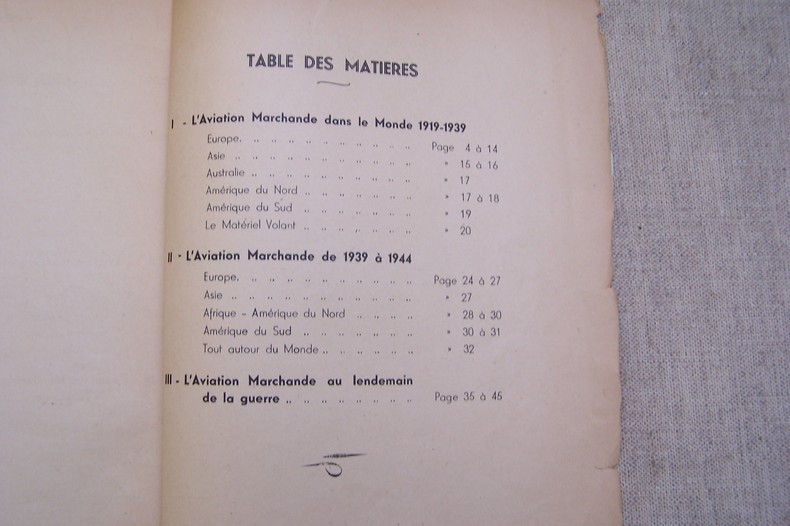 TABLE DES MATIERES
I - L'Aviation Marchande dans le Monde 1919-1939
Europe. .. .. .. .. .. .. .. .. .. Page 4 à 14
Asie .. .. .. .. .. .. .. .. .. .. " 15 à 16
Australie .. .. .. .. .. .. .. .. .. " 17
Amérique du Nord .. .. .. .. .. .. " 17 à 18
Amérique du Sud .. .. .. .. .. .. " 19
Le Matériel Volant .. .. .. .. .. .. " 20
II - L'Aviation Marchande de 1939 à 1944
Europe. .. .. .. .. .. .. .. .. .. Page 24 à 27
Asie .. .. .. .. .. .. .. .. .. .. " 27
Afrique - Amérique du Nord .. .. .. .. " 28 à 30
Amérique du Sud .. .. .. .. .. .. " 30 à 31
Tout autour du Monde .. .. .. .. .. " 32
III - L'Aviation Marchande au lendemain
de la guerre .. .. .. .. .. .. .. Page 35 à 45